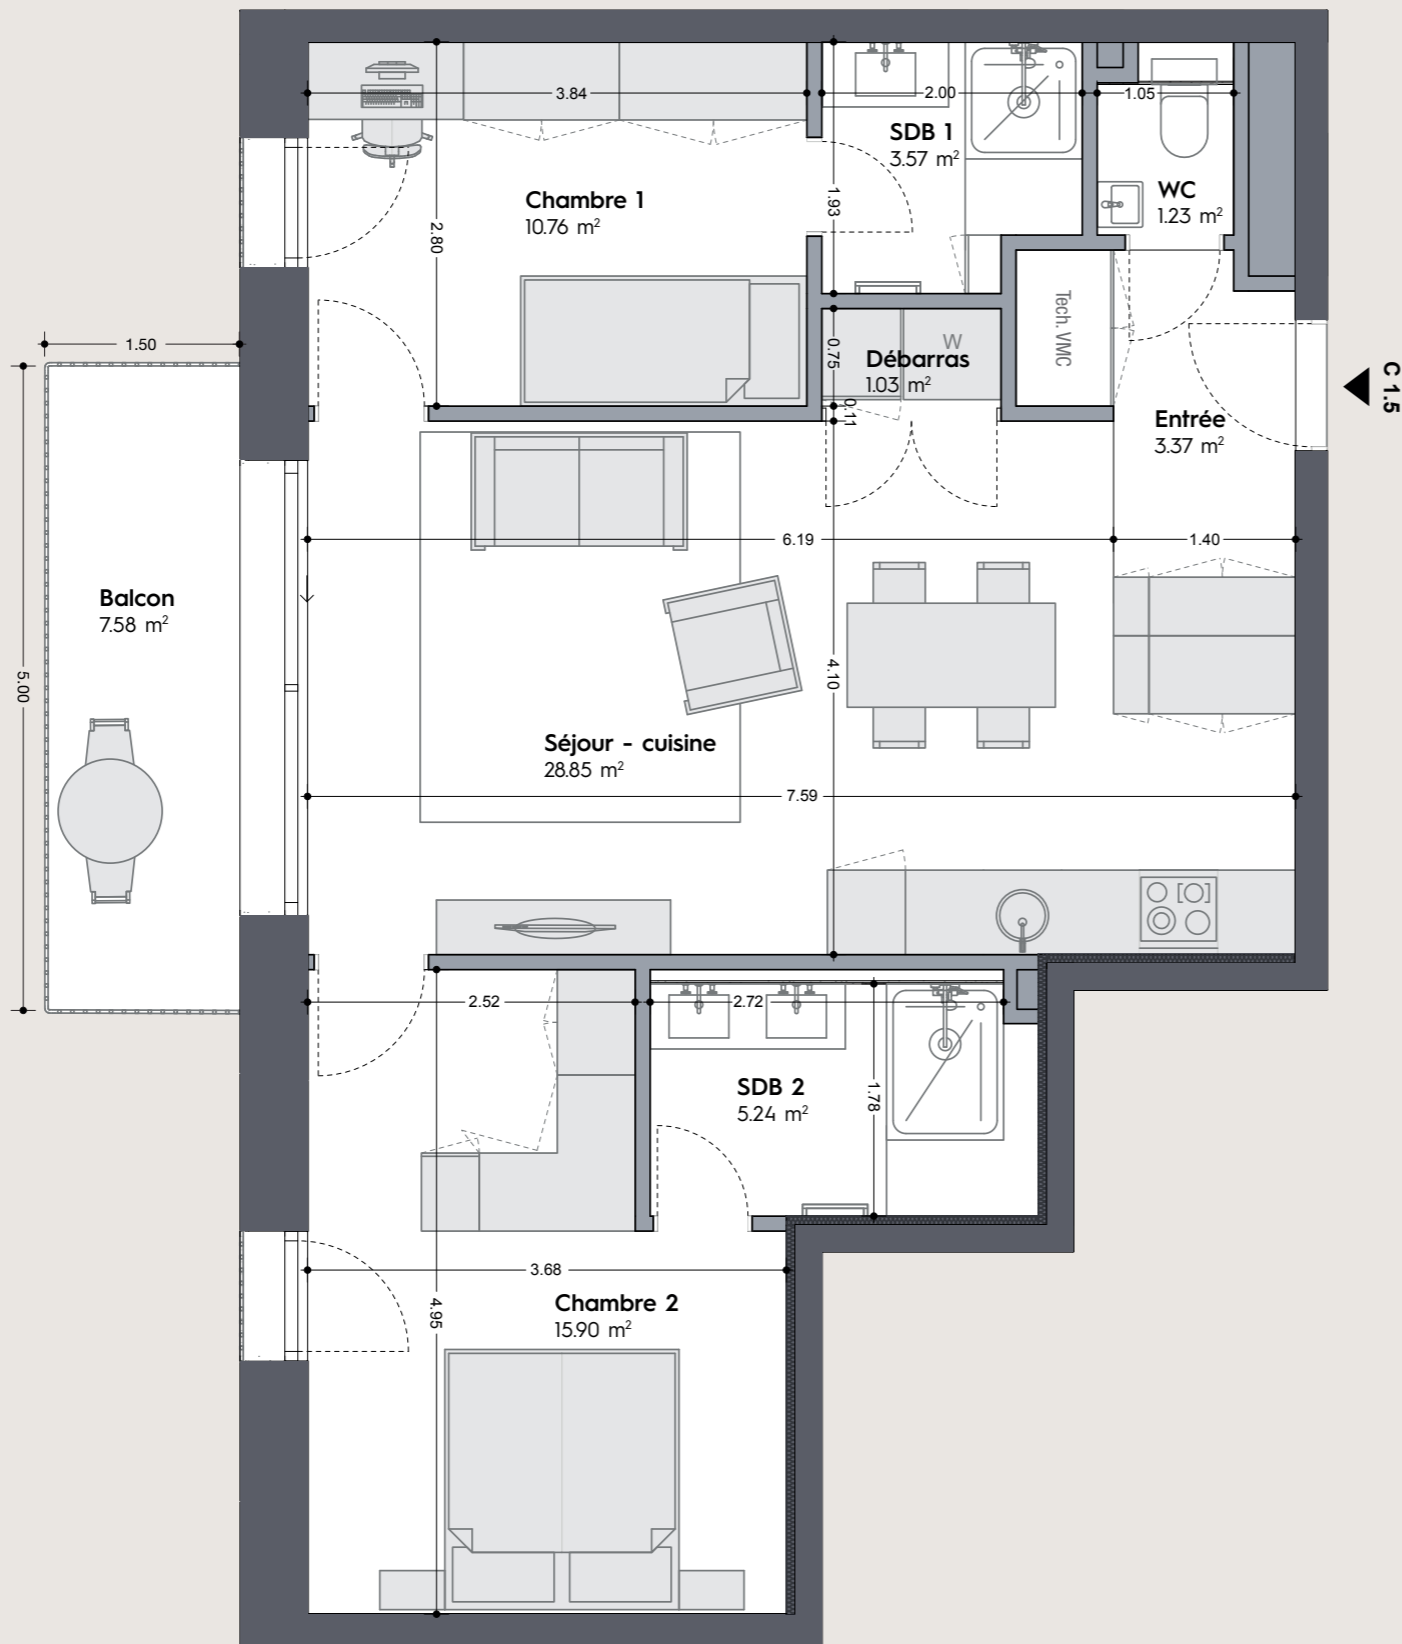 3.84
2.00
1.05
SDB 1
3.57 m²
Chambre 1
10.76 m²
WC
1.23 m²
1.93
2.80
Tech. VMC
1.50
0.75
W
Débarras
1.03 m²
0.11
C 1.5
Entrée
3.37 m²
6.19
1.40
Balcon
7.58 m²
5.00
4.10
Séjour - cuisine
28.85 m²
7.59
2.52
2.72
SDB 2
5.24 m²
1.78
3.68
Chambre 2
15.90 m²
4.95